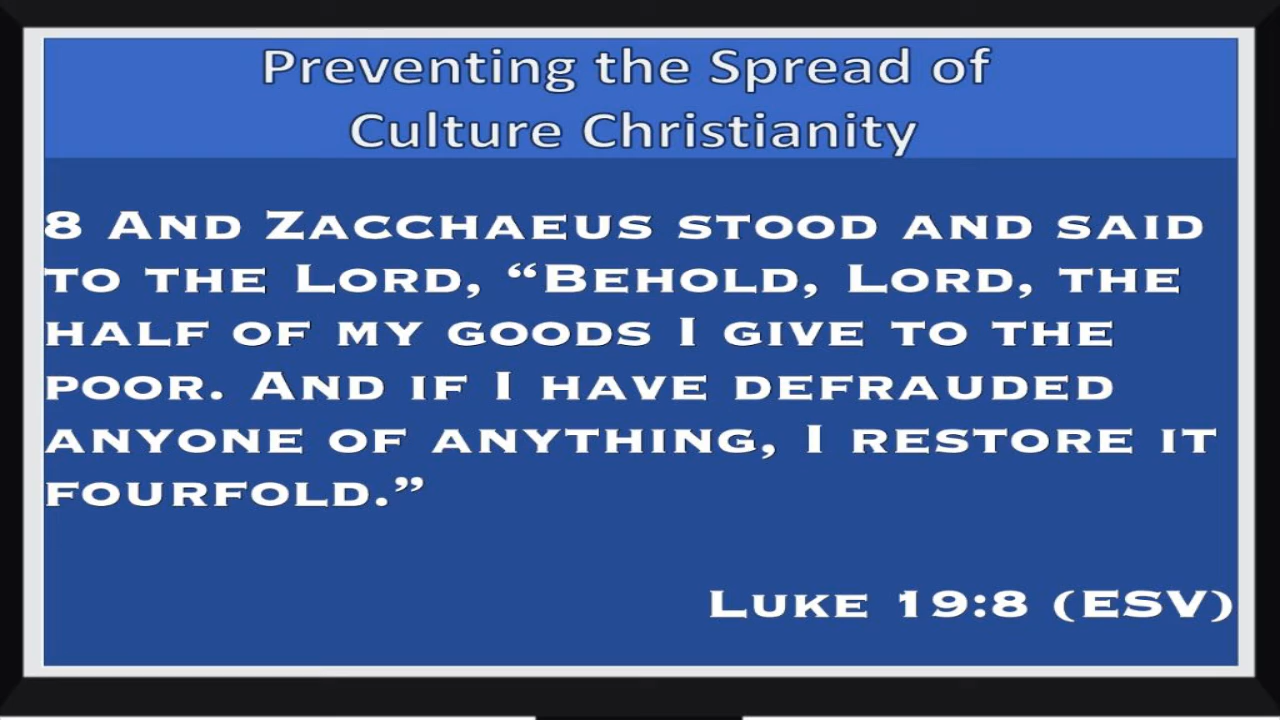 Preventing the Spread of
Culture Christianity
8 And Zacchaeus stood and said
to the Lord, “Behold, Lord, the
half of my goods I give to the
poor. And if I have defrauded
anyone of anything, I restore it
fourfold.”
Luke 19:8 (ESV)